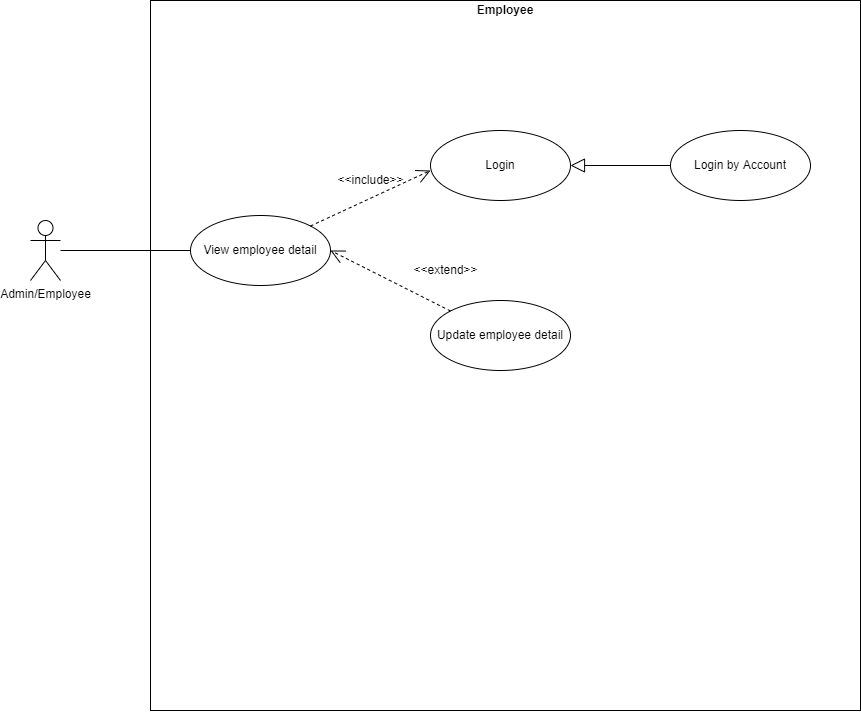 Employee
Login
Login by Account
<<include>>
View employee detail
<<extend>>
Admin/Employee
Update employee detail